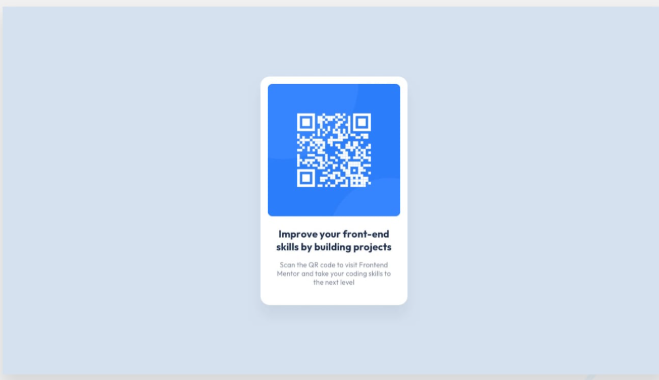 Improve your front-end
skills by building projects
Scan the QR code to visit Frontend
Mentor and take your coding skills to
the next level